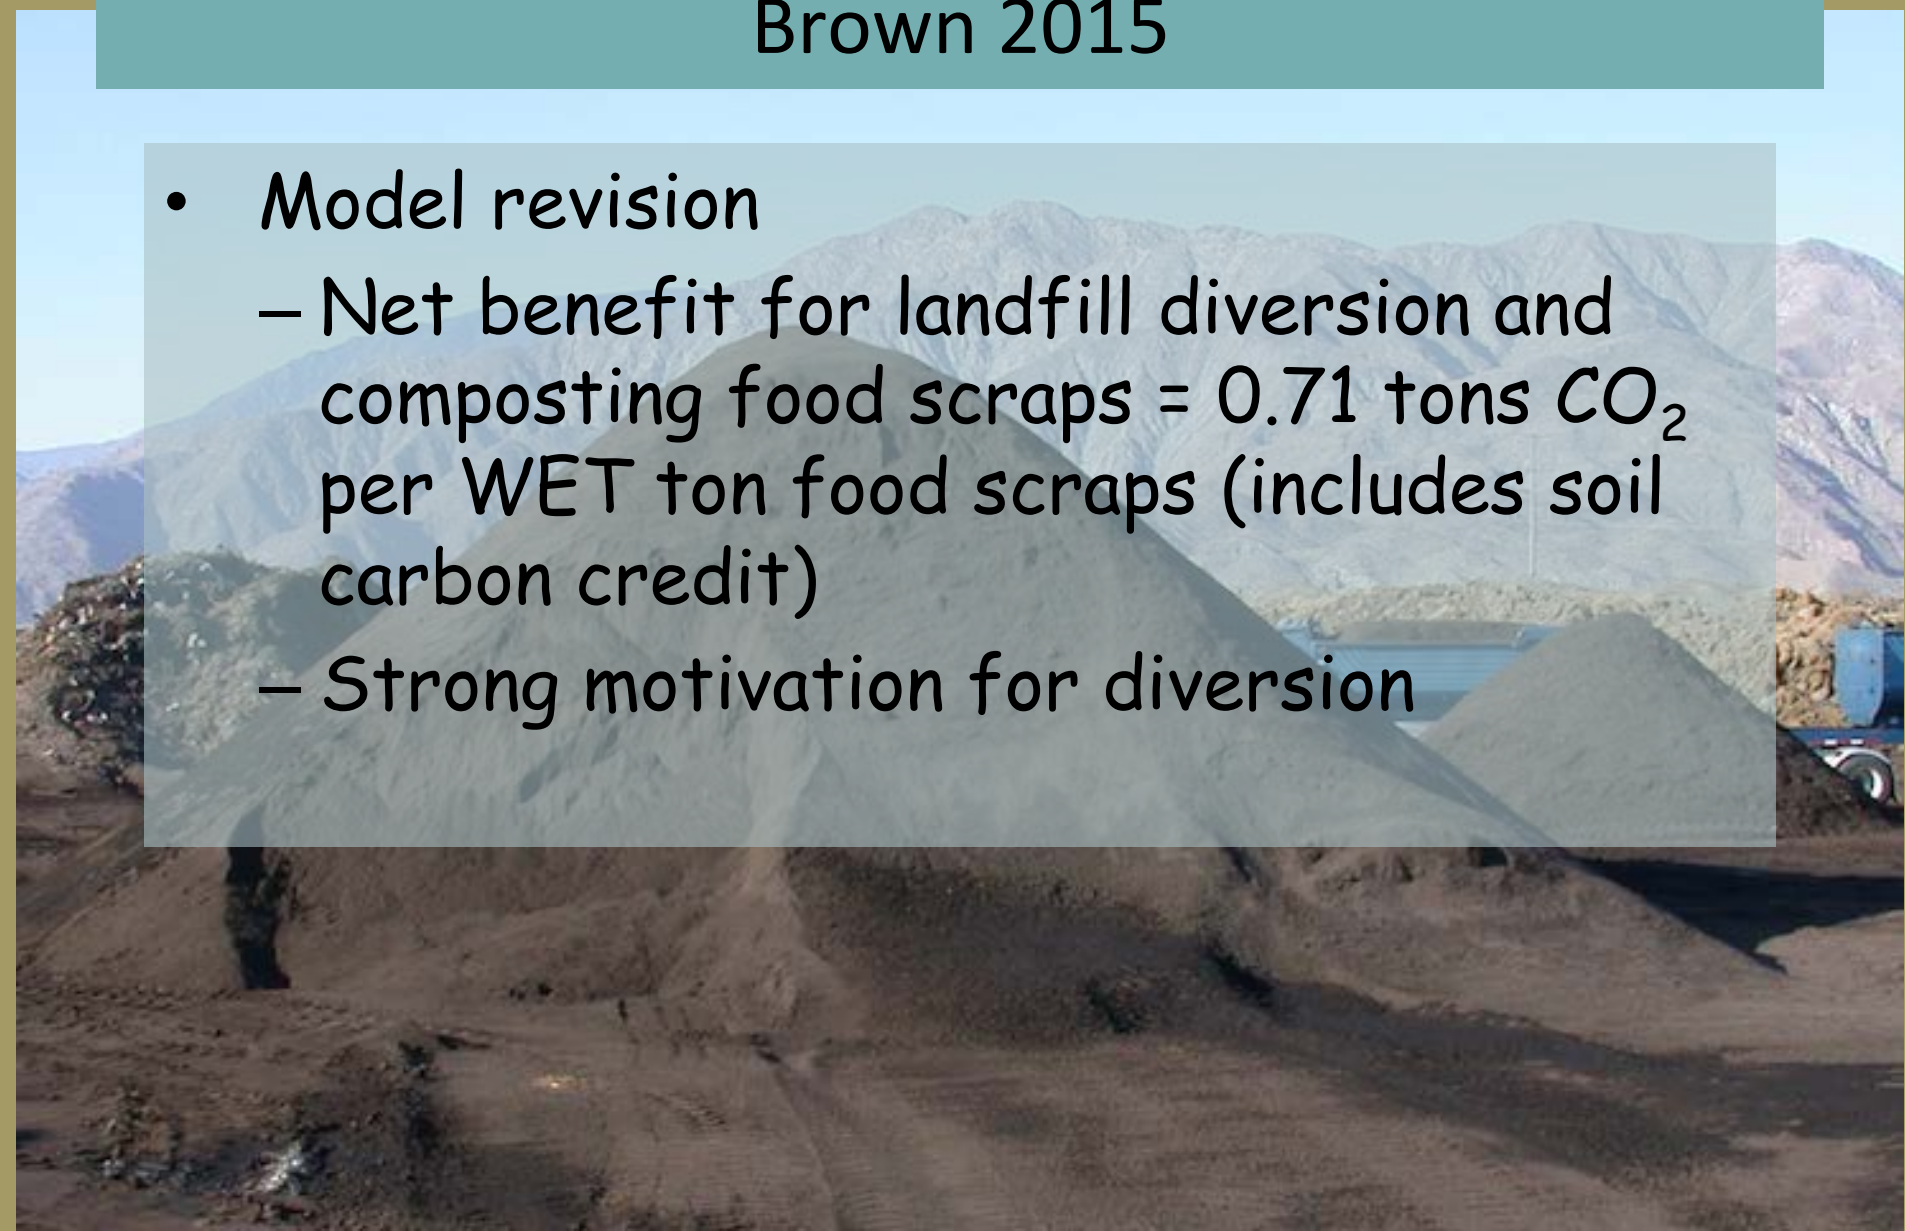 Brown 2015
• Model revision
– Net benefit for landfill diversion and
composting food scraps = 0.71 tons CO₂
per WET ton food scraps (includes soil
carbon credit)
– Strong motivation for diversion